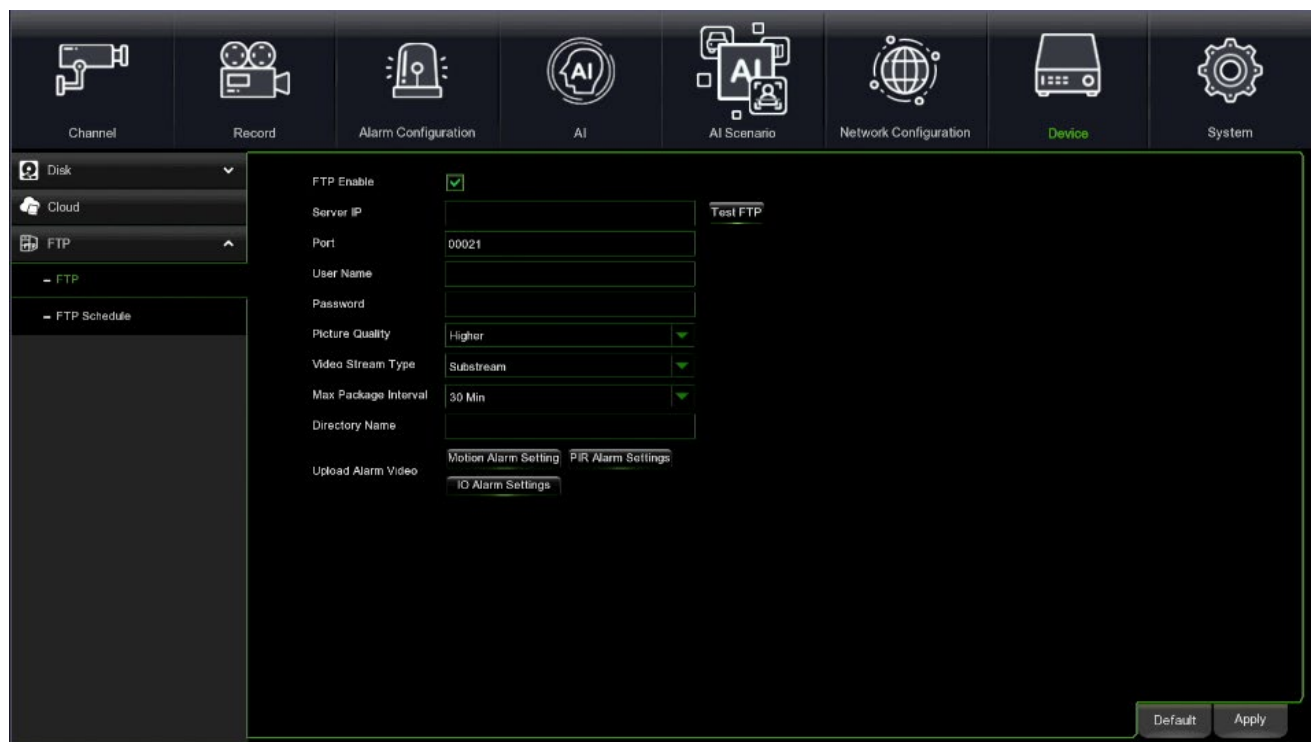 Channel Record Alarm Configuration AI AI Scenario Network Configuration Device System
Disk
Cloud
FTP
– FTP
– FTP Schedule
FTP Enable
Server IP Test FTP
Port 00021
User Name
Password
Picture Quality Higher
Video Stream Type Substream
Max Package Interval 30 Min
Directory Name
Upload Alarm Video
Motion Alarm Setting PIR Alarm Settings
IO Alarm Settings
Default Apply